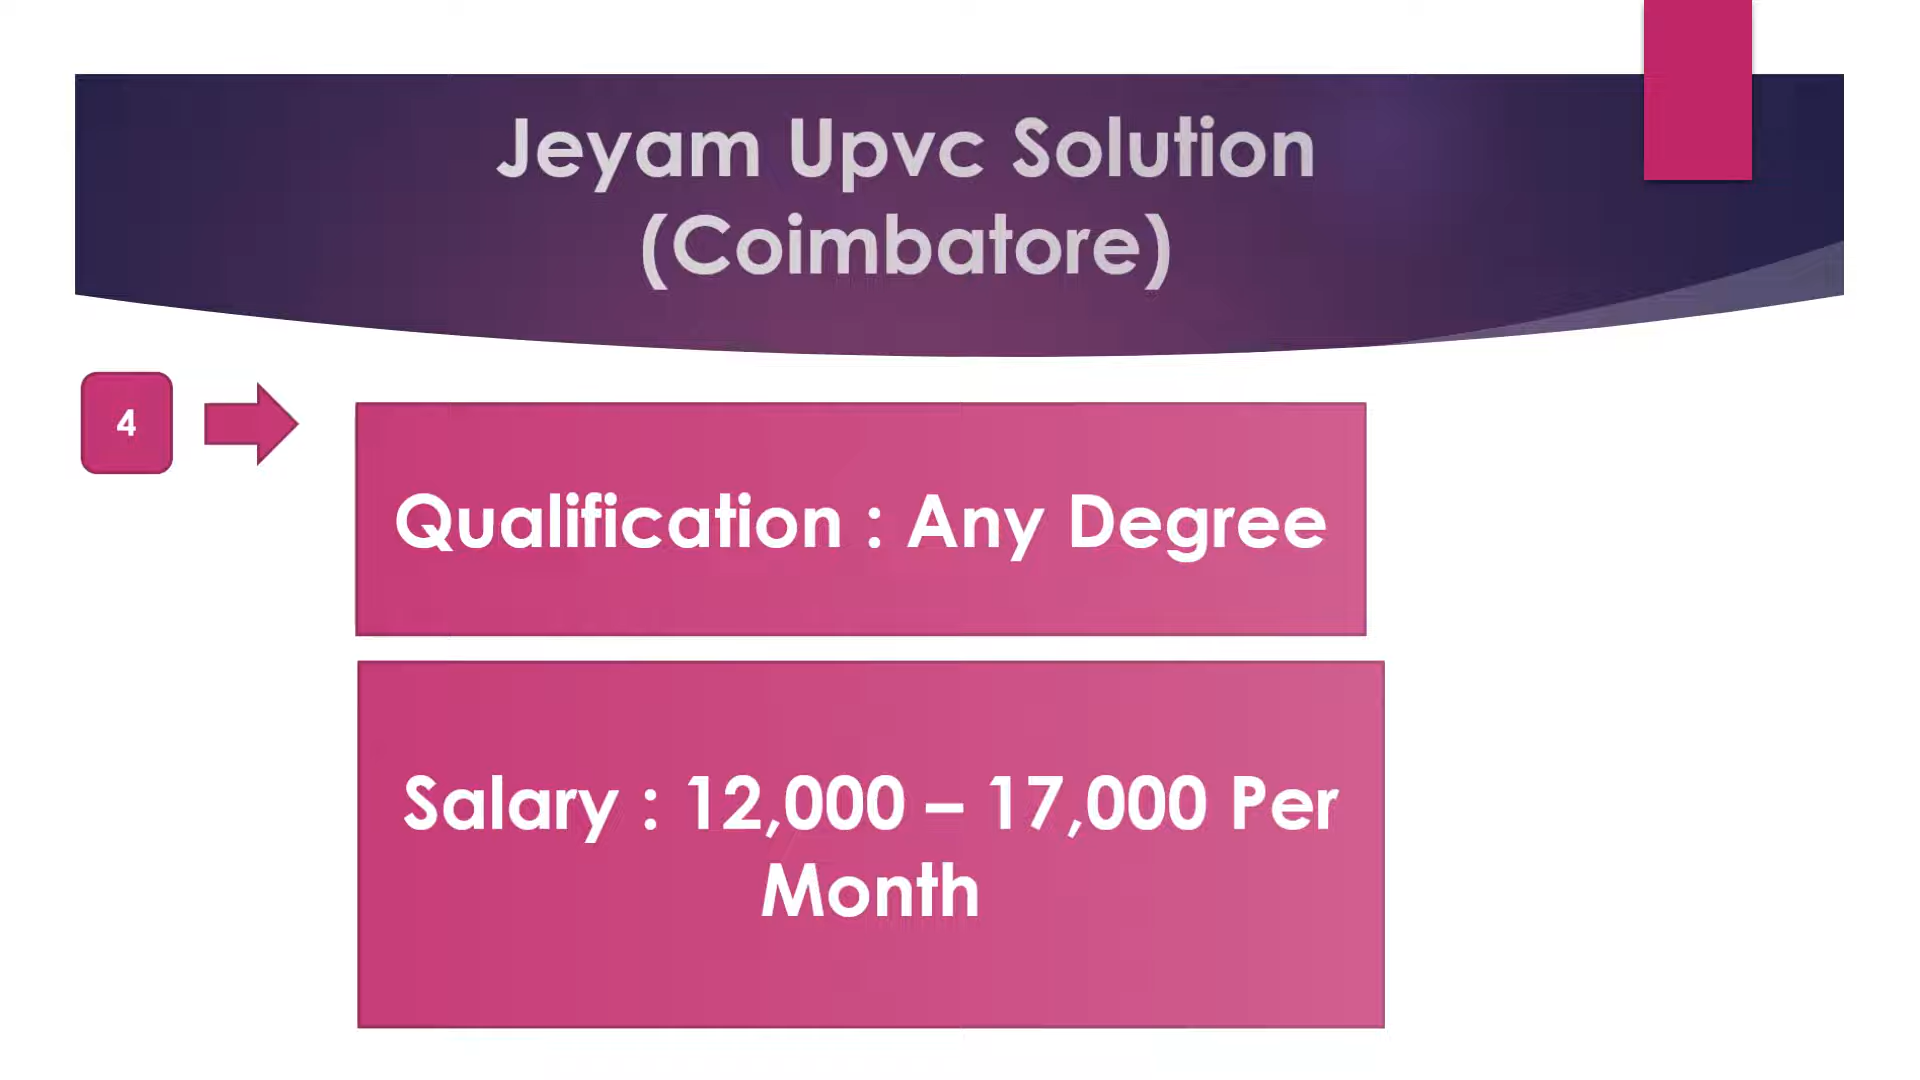 Jeyam Upvc Solution
(Coimbatore)
4
Qualification : Any Degree
Salary : 12,000 – 17,000 Per
Month